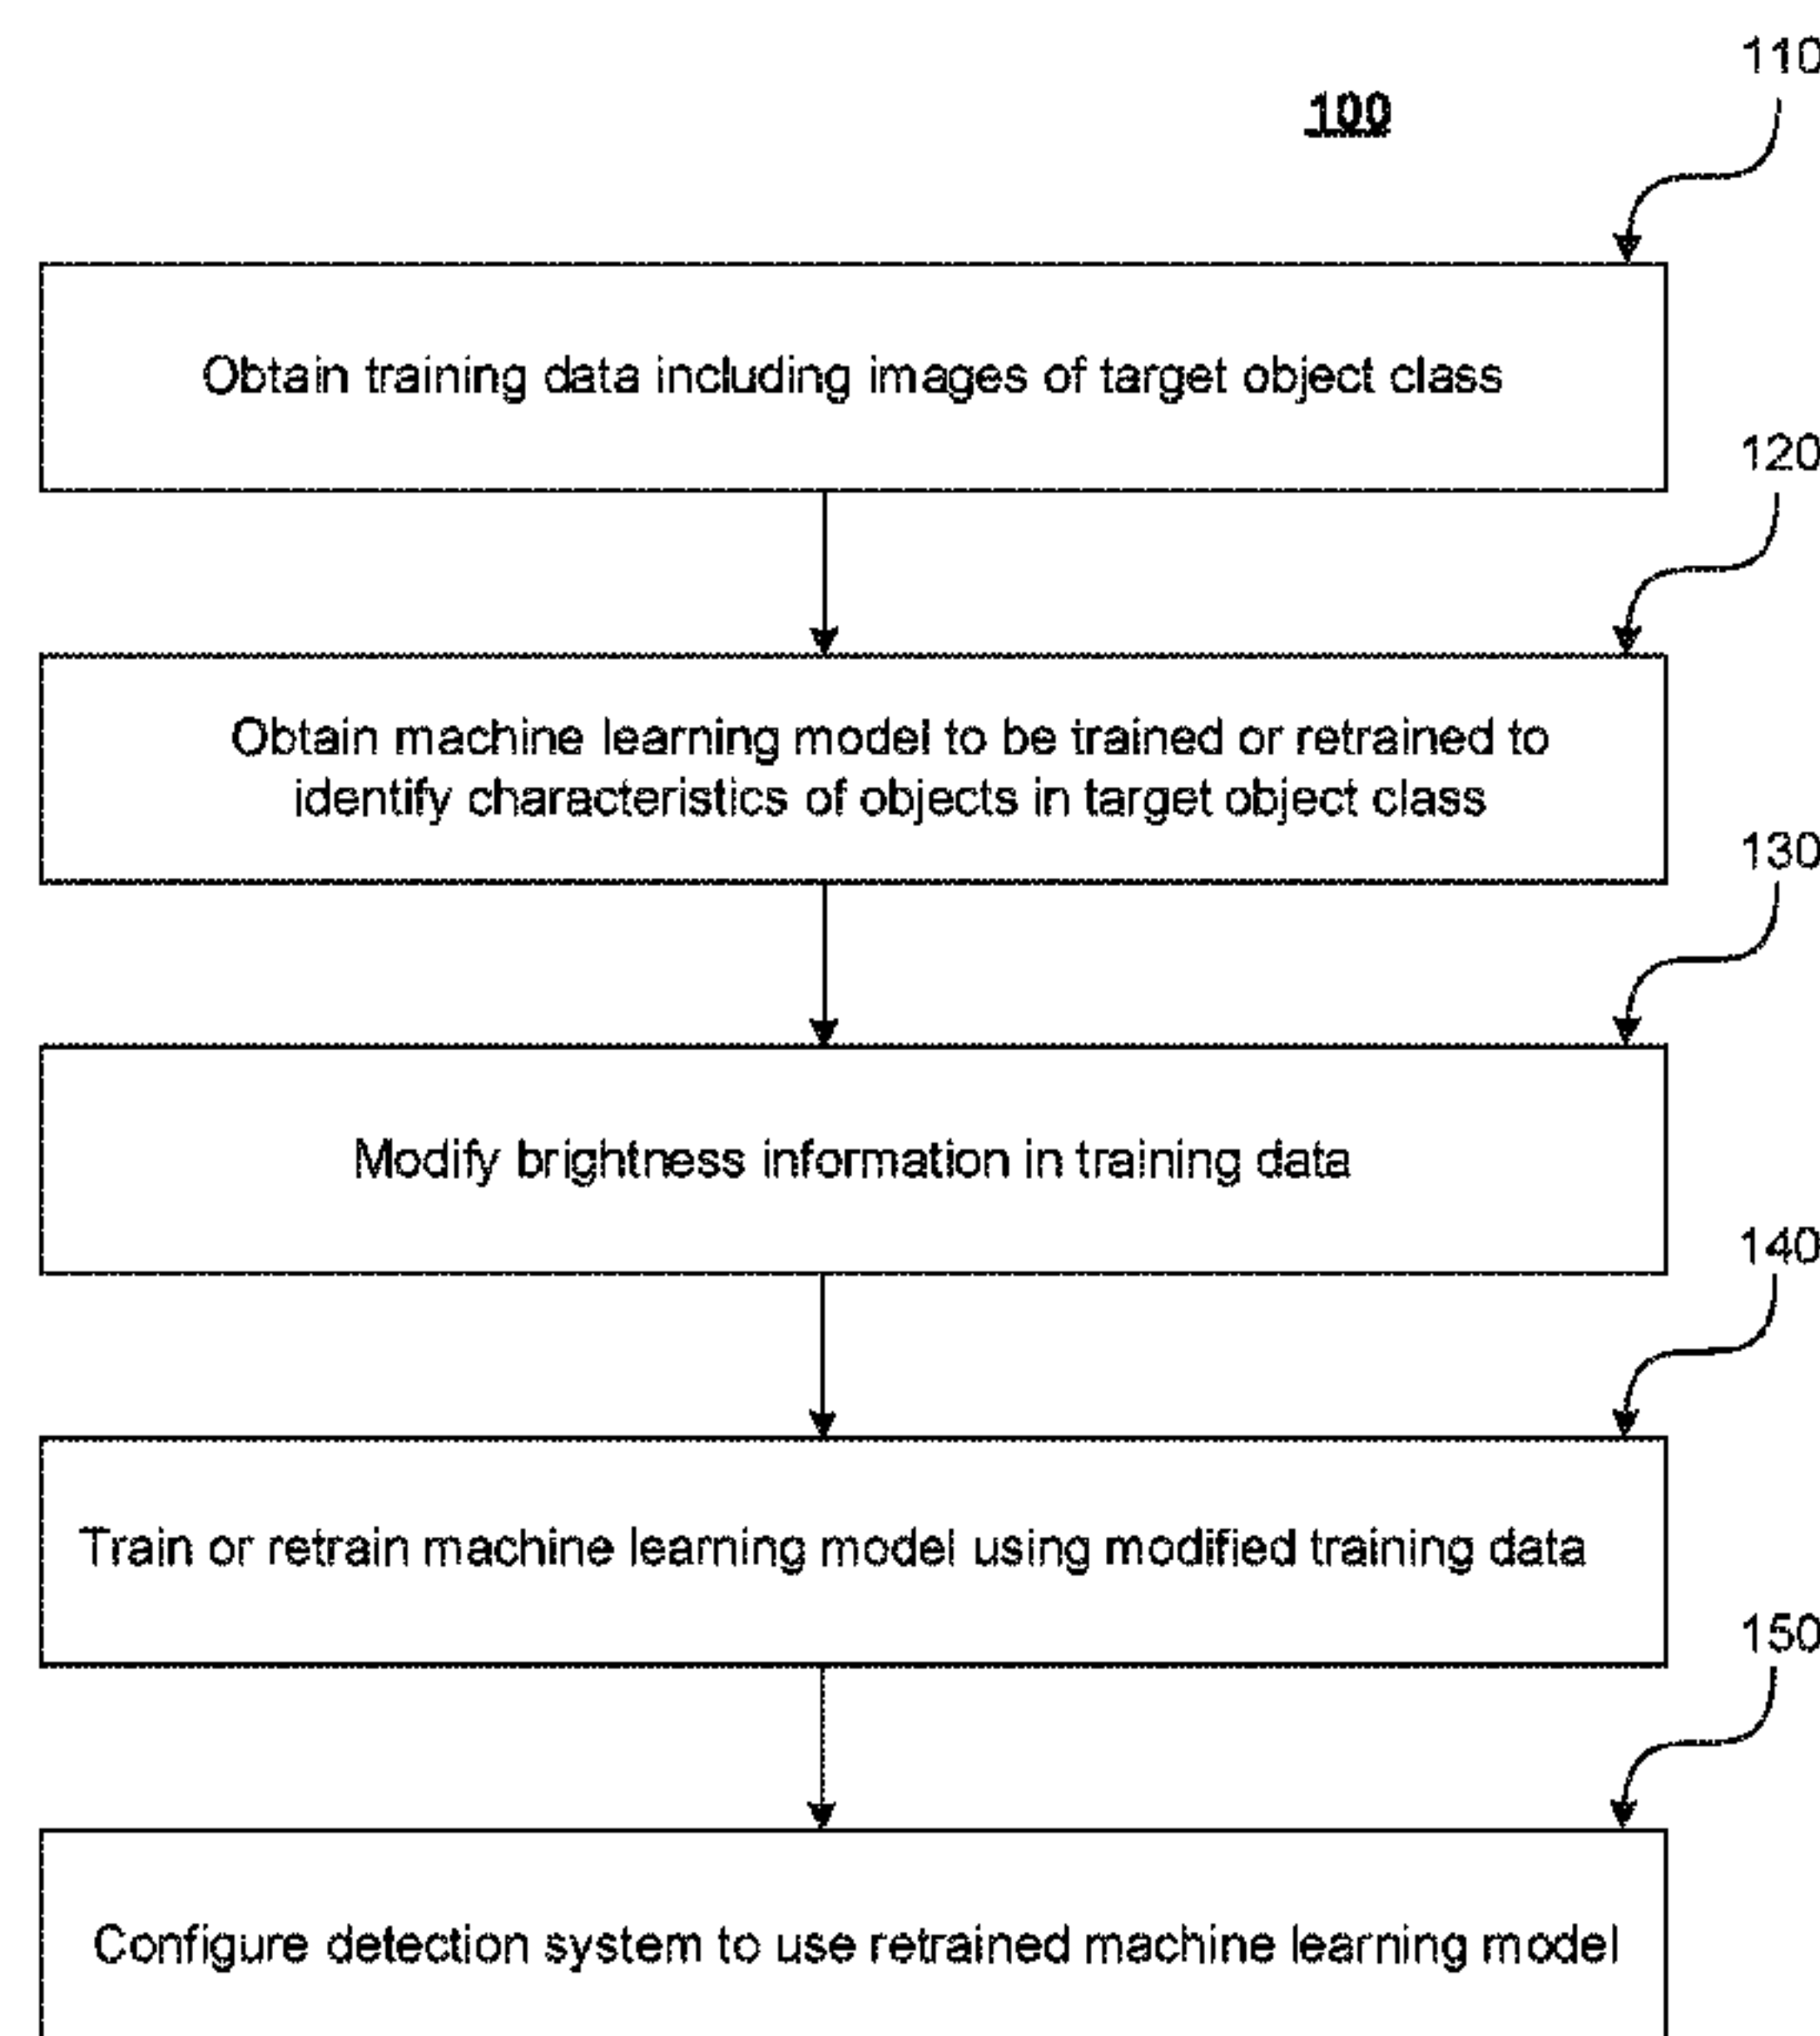 110
100
Obtain training data including images of target object class
120
Obtain machine learning model to be trained or retrained to
identify characteristics of objects in target object class
130
Modify brightness information in training data
140
Train or retrain machine learning model using modified training data
150
Configure detection system to use retrained machine learning model